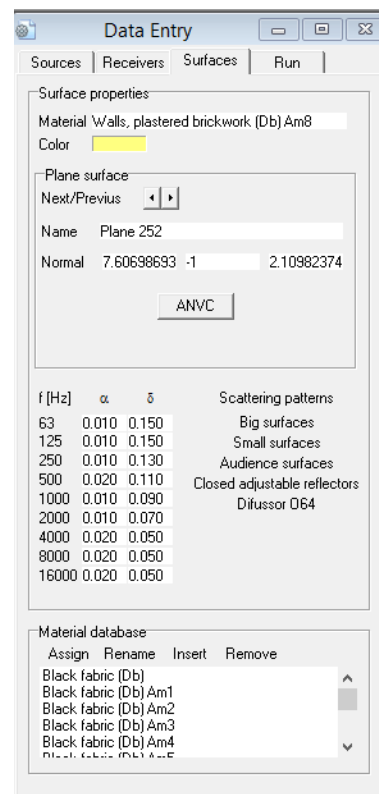 Data Entry
Sources Receivers Surfaces Run
Surface properties
Material Walls, plastered brickwork (Db) Am8
Color
Plane surface
Next/Previus
Name Plane 252
Normal 7.60698693 -1 2.10982374
ANVC
f [Hz] α δ Scattering patterns
63 0.010 0.150 Big surfaces
125 0.010 0.150 Small surfaces
250 0.010 0.130 Audience surfaces
500 0.020 0.110 Closed adjustable reflectors
1000 0.010 0.090 Difussor O64
2000 0.010 0.070
4000 0.020 0.050
8000 0.020 0.050
16000 0.020 0.050
Material database
Assign Rename Insert Remove
Black fabric (Db)
Black fabric (Db) Am1
Black fabric (Db) Am2
Black fabric (Db) Am3
Black fabric (Db) Am4
Black fabric (Db) Am5